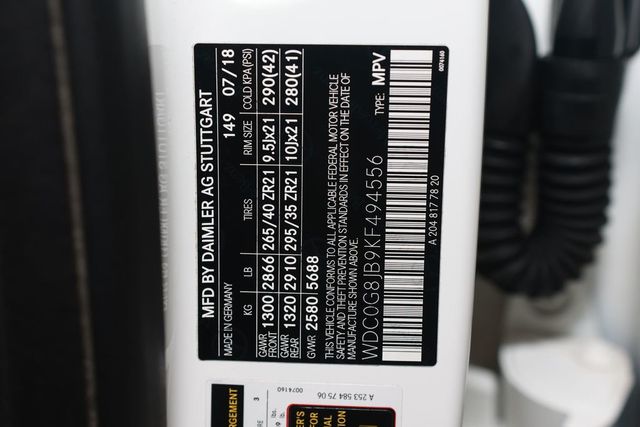 MFD BY DAIMLER AG STUTTGART
MADE IN GERMANY 149 07/18
KG LB TIRES RIM SIZE COLD KPA(PSI)
GAWR FRONT 1300 2866 265/40 ZR21 9.5Jx21 290(42)
GAWR REAR 1320 2910 295/35 ZR21 10Jx21 280(41)
GVWR 2580 5688
THIS VEHICLE CONFORMS TO ALL APPLICABLE FEDERAL MOTOR VEHICLE
SAFETY AND THEFT PREVENTION STANDARDS IN EFFECT ON THE DATE OF
MANUFACTURE SHOWN ABOVE.
WDC0G8JB9KF494556 TYPE: MPV
A 204 817 78 20
0074160
0074160 A 253 584 75 06
3